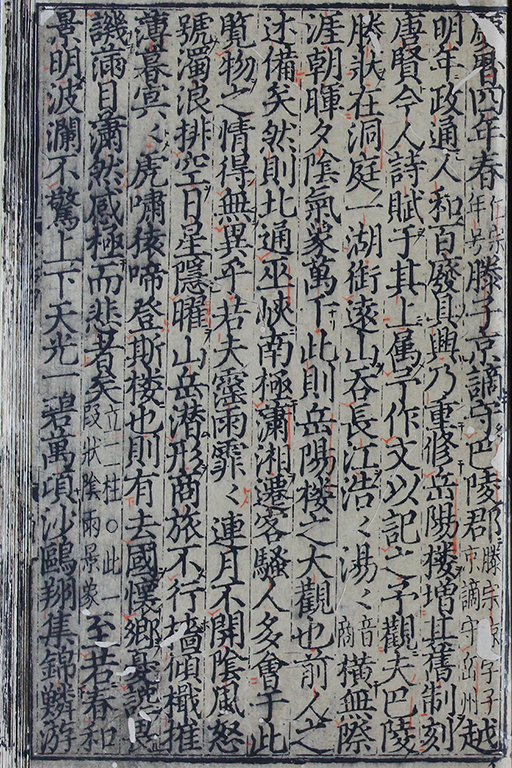 慶曆四年春仁宗年号滕子京謫守巴陵郡滕宗京字子京謫守岳州越
明年政通人和百廢具興乃重修岳陽樓增其舊制刻
唐賢今人詩賦于其上属予作文以記之予觀夫巴陵
勝狀在洞庭一湖銜遠山吞長江浩〻湯〻音商橫無際
涯朝暉夕陰氣象萬千此則岳陽楼之大觀也前人之
述備矣然則北通巫峽南極瀟湘遷客騷人多會于此
覧物之情得無異乎若夫霪雨霏〻連月不開陰風怒
號濁浪排空日星隱曜山岳潜形商旅不行檣傾檝摧
薄暮冥〻虎嘯猿啼登斯楼也則有去國懷鄉憂讒畏
譏滿目蕭然感極而悲者矣立二柱〇此一段狀陰雨景象至若春和
景明波瀾不驚上下天光一碧萬頃沙鷗翔集錦鱗游